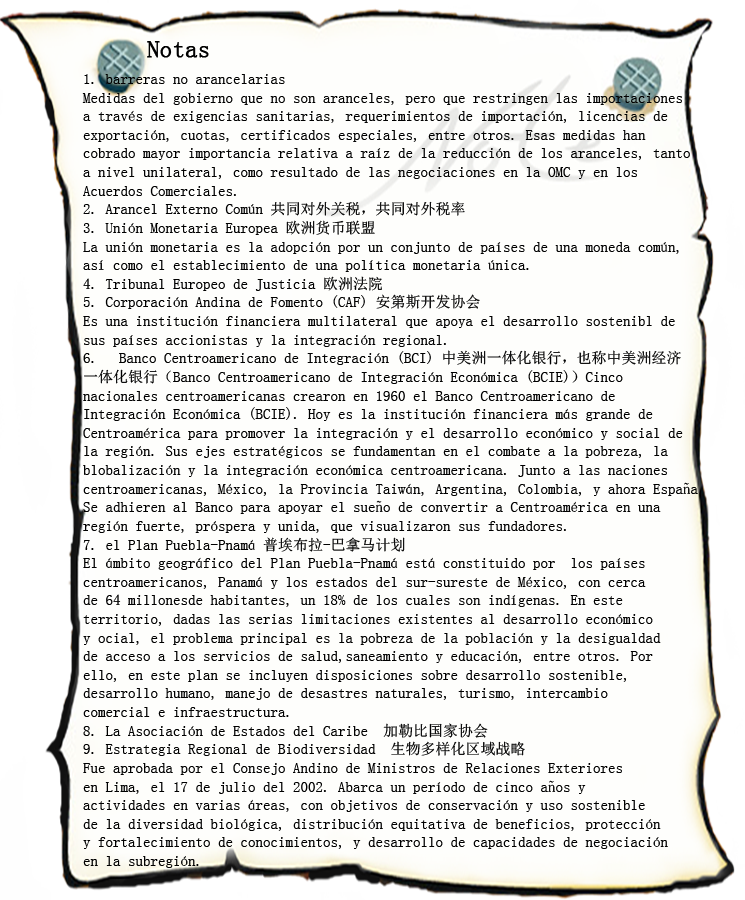 Notas
1. barreras no arancelarias
Medidas del gobierno que no son aranceles, pero que restringen las importaciones
a través de exigencias sanitarias, requerimientos de importación, licencias de
exportación, cuotas, certificados especiales, entre otros. Esas medidas han
cobrado mayor importancia relativa a raíz de la reducción de los aranceles, tanto
a nivel unilateral, como resultado de las negociaciones en la OMC y en los
Acuerdos Comerciales.
2. Arancel Externo Común 共同对外关税，共同对外税率
3. Unión Monetaria Europea 欧洲货币联盟
La unión monetaria es la adopción por un conjunto de países de una moneda común,
así como el establecimiento de una política monetaria única.
4. Tribunal Europeo de Justicia 欧洲法院
5. Corporación Andina de Fomento (CAF) 安第斯开发协会
Es una institución financiera multilateral que apoya el desarrollo sostenibl de
sus países accionistas y la integración regional.
6. Banco Centroamericano de Integración (BCI) 中美洲一体化银行，也称中美洲经济
一体化银行（Banco Centroamericano de Integración Económica (BCIE)）Cinco
nacionales centroamericanas crearon en 1960 el Banco Centroamericano de
Integración Económica (BCIE). Hoy es la institución financiera más grande de
Centroamérica para promover la integración y el desarrollo económico y social de
la región. Sus ejes estratégicos se fundamentan en el combate a la pobreza, la
blobalización y la integración económica centroamericana. Junto a las naciones
centroamericanas, México, la Provincia Taiwán, Argentina, Colombia, y ahora España
Se adhieren al Banco para apoyar el sueño de convertir a Centroamérica en una
región fuerte, próspera y unida, que visualizaron sus fundadores.
7. el Plan Puebla-Pnamá 普埃布拉-巴拿马计划
El ámbito geográfico del Plan Puebla-Pnamá está constituido por los países
centroamericanos, Panamá y los estados del sur-sureste de México, con cerca
de 64 millonesde habitantes, un 18% de los cuales son indígenas. En este
territorio, dadas las serias limitaciones existentes al desarrollo económico
y ocial, el problema principal es la pobreza de la población y la desigualdad
de acceso a los servicios de salud,saneamiento y educación, entre otros. Por
ello, en este plan se incluyen disposiciones sobre desarrollo sostenible,
desarrollo humano, manejo de desastres naturales, turismo, intercambio
comercial e infraestructura.
8. La Asociación de Estados del Caribe 加勒比国家协会
9. Estrategia Regional de Biodiversidad 生物多样化区域战略
Fue aprobada por el Consejo Andino de Ministros de Relaciones Exteriores
en Lima, el 17 de julio del 2002. Abarca un período de cinco años y
actividades en varias áreas, con objetivos de conservación y uso sostenible
de la diversidad biológica, distribución equitativa de beneficios, protección
y fortalecimiento de conocimientos, y desarrollo de capacidades de negociación
en la subregión.